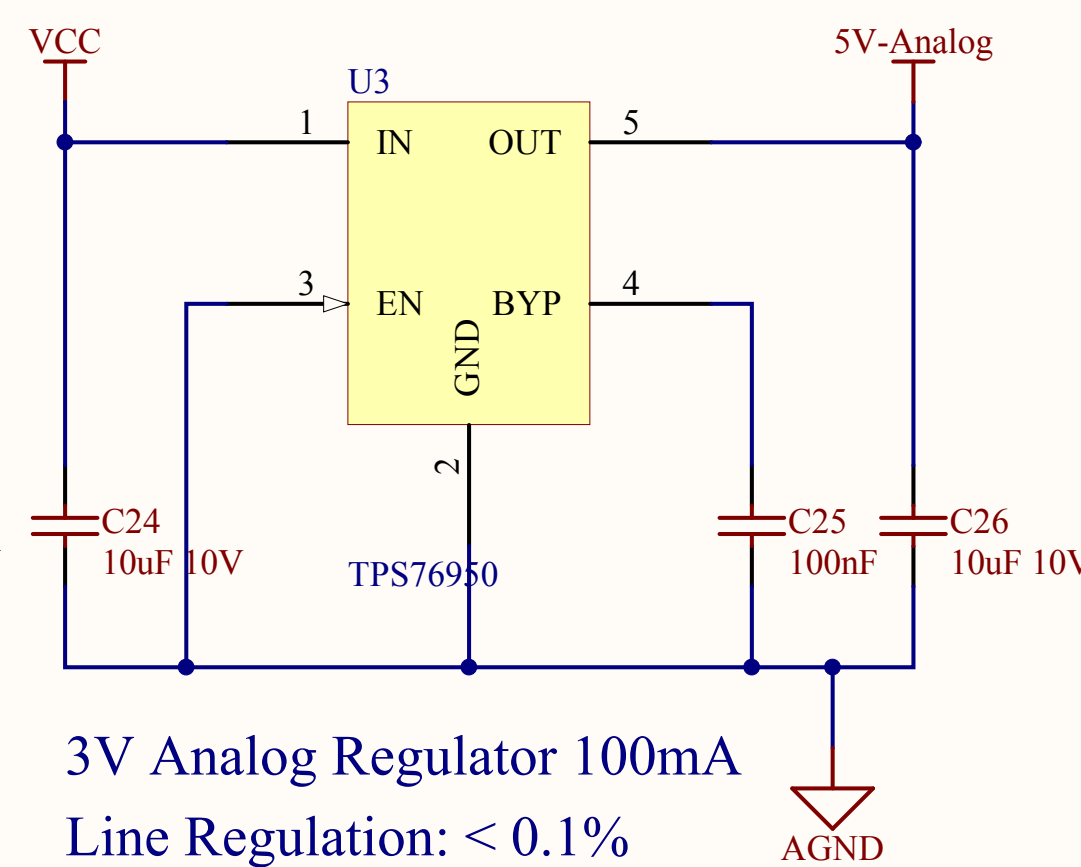 VCC
5V-Analog
U3
1
IN
OUT
5
3
EN
BYP
4
GND
2
C24
10uF 10V
TPS76950
C25
100nF
C26
10uF 10V
3V Analog Regulator 100mA
Line Regulation: < 0.1%
AGND